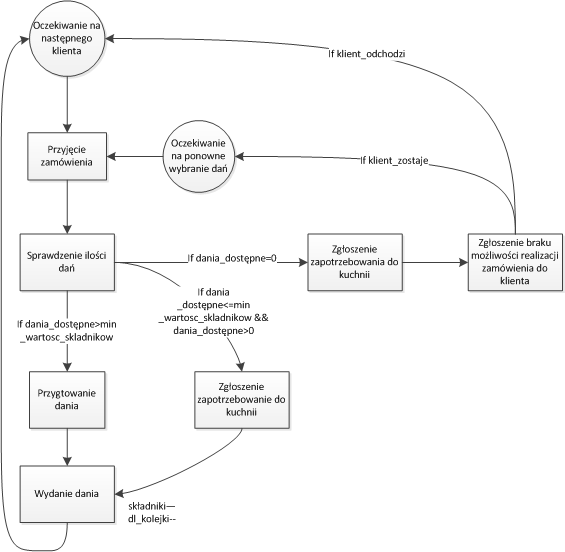 Oczekiwanie na
następnego
klienta
If klient_odchodzi
Przyjęcie
zamówienia
Oczekiwanie
na ponowne
wybranie dań
If klient_zostaje
Sprawdzenie ilości
dań
If dania_dostępne=0
Zgłoszenie
zapotrzebowania do
kuchnii
Zgłoszenie braku
możliwości realizacji
zamówienia do
klienta
If dania
_dostępne<=min
_wartosc_składnikow &&
dania_dostępne>0
If dania_dostępne>min
_wartosc_skladnikow
Przygtowanie
dania
Zgłoszenie
zapotrzebowanie do
kuchnii
Wydanie dania
składniki—
dl_kolejki--